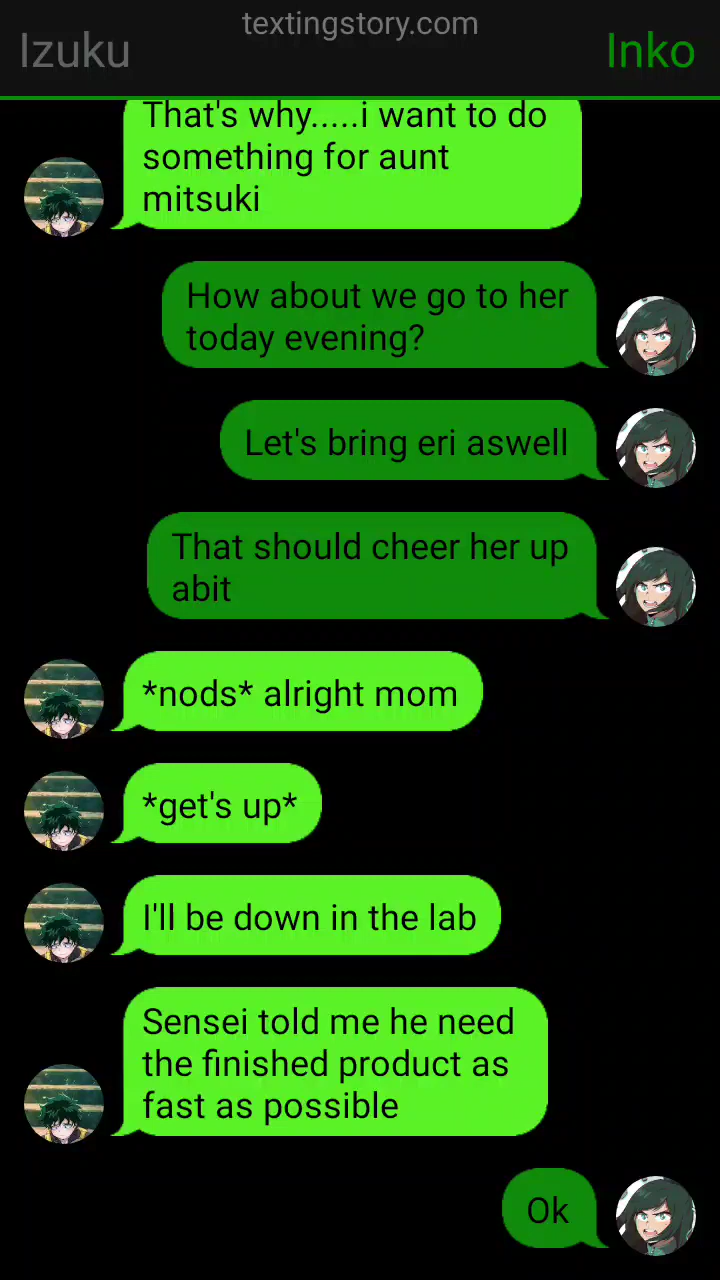 textingstory.com
Izuku
Inko
That's why.....i want to do
something for aunt
mitsuki
How about we go to her
today evening?
Let's bring eri aswell
That should cheer her up
abit
*nods* alright mom
*get's up*
I'll be down in the lab
Sensei told me he need
the finished product as
fast as possible
Ok